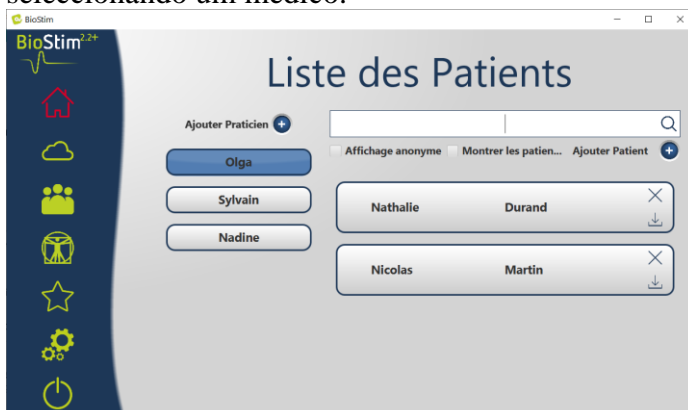 seleccionando um médico.
BioStim
BioStim 2.2+
Liste des Patients
Ajouter Praticien
Affichage anonyme Montrer les patien... Ajouter Patient
Olga
Sylvain
Nadine
Nathalie Durand
Nicolas Martin